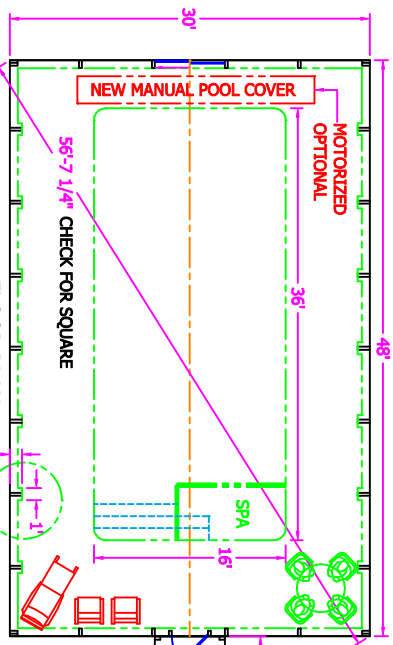 30'
NEW MANUAL POOL COVER
MOTORIZED
OPTIONAL
48'
36'
56'-7 1/4" CHECK FOR SQUARE
SPA
1'
16'